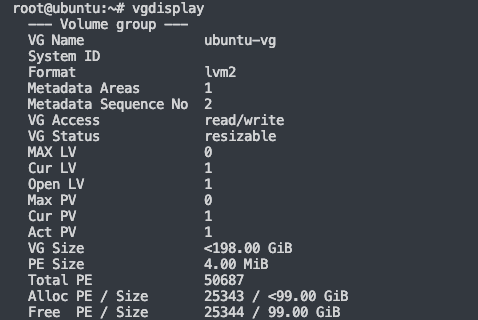 root@ubuntu:~# vgdisplay
--- Volume group ---
VG Name ubuntu-vg
System ID
Format lvm2
Metadata Areas 1
Metadata Sequence No 2
VG Access read/write
VG Status resizable
MAX LV 0
Cur LV 1
Open LV 1
Max PV 0
Cur PV 1
Act PV 1
VG Size <198.00 GiB
PE Size 4.00 MiB
Total PE 50687
Alloc PE / Size 25343 / <99.00 GiB
Free PE / Size 25344 / 99.00 GiB